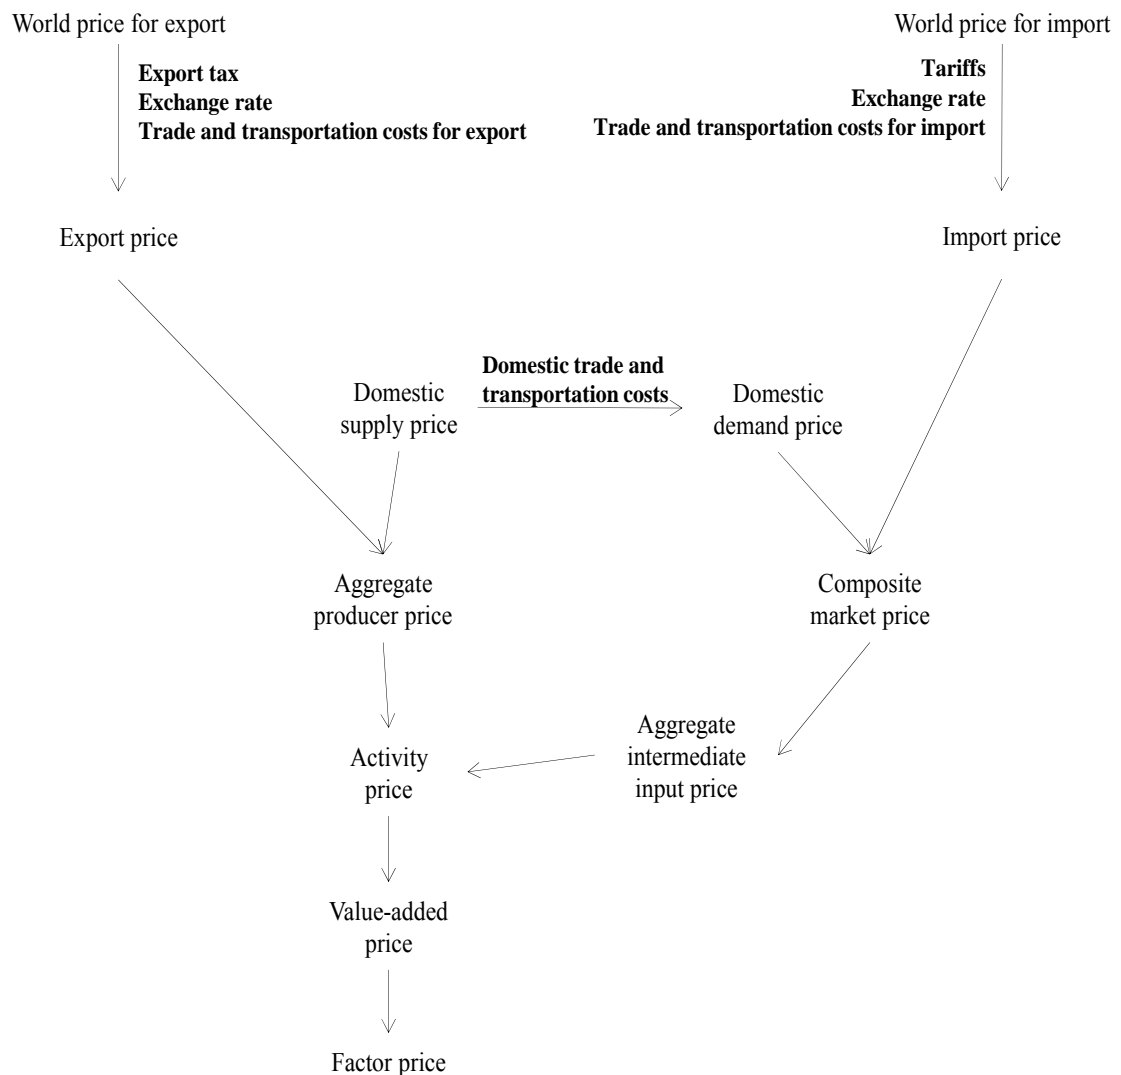 World price for export
World price for import
Export tax
Exchange rate
Trade and transportation costs for export
Tariffs
Exchange rate
Trade and transportation costs for import
Export price
Import price
Domestic
supply price
Domestic trade and
transportation costs
Domestic
demand price
Aggregate
producer price
Composite
market price
Activity
price
Aggregate
intermediate
input price
Value-added
price
Factor price